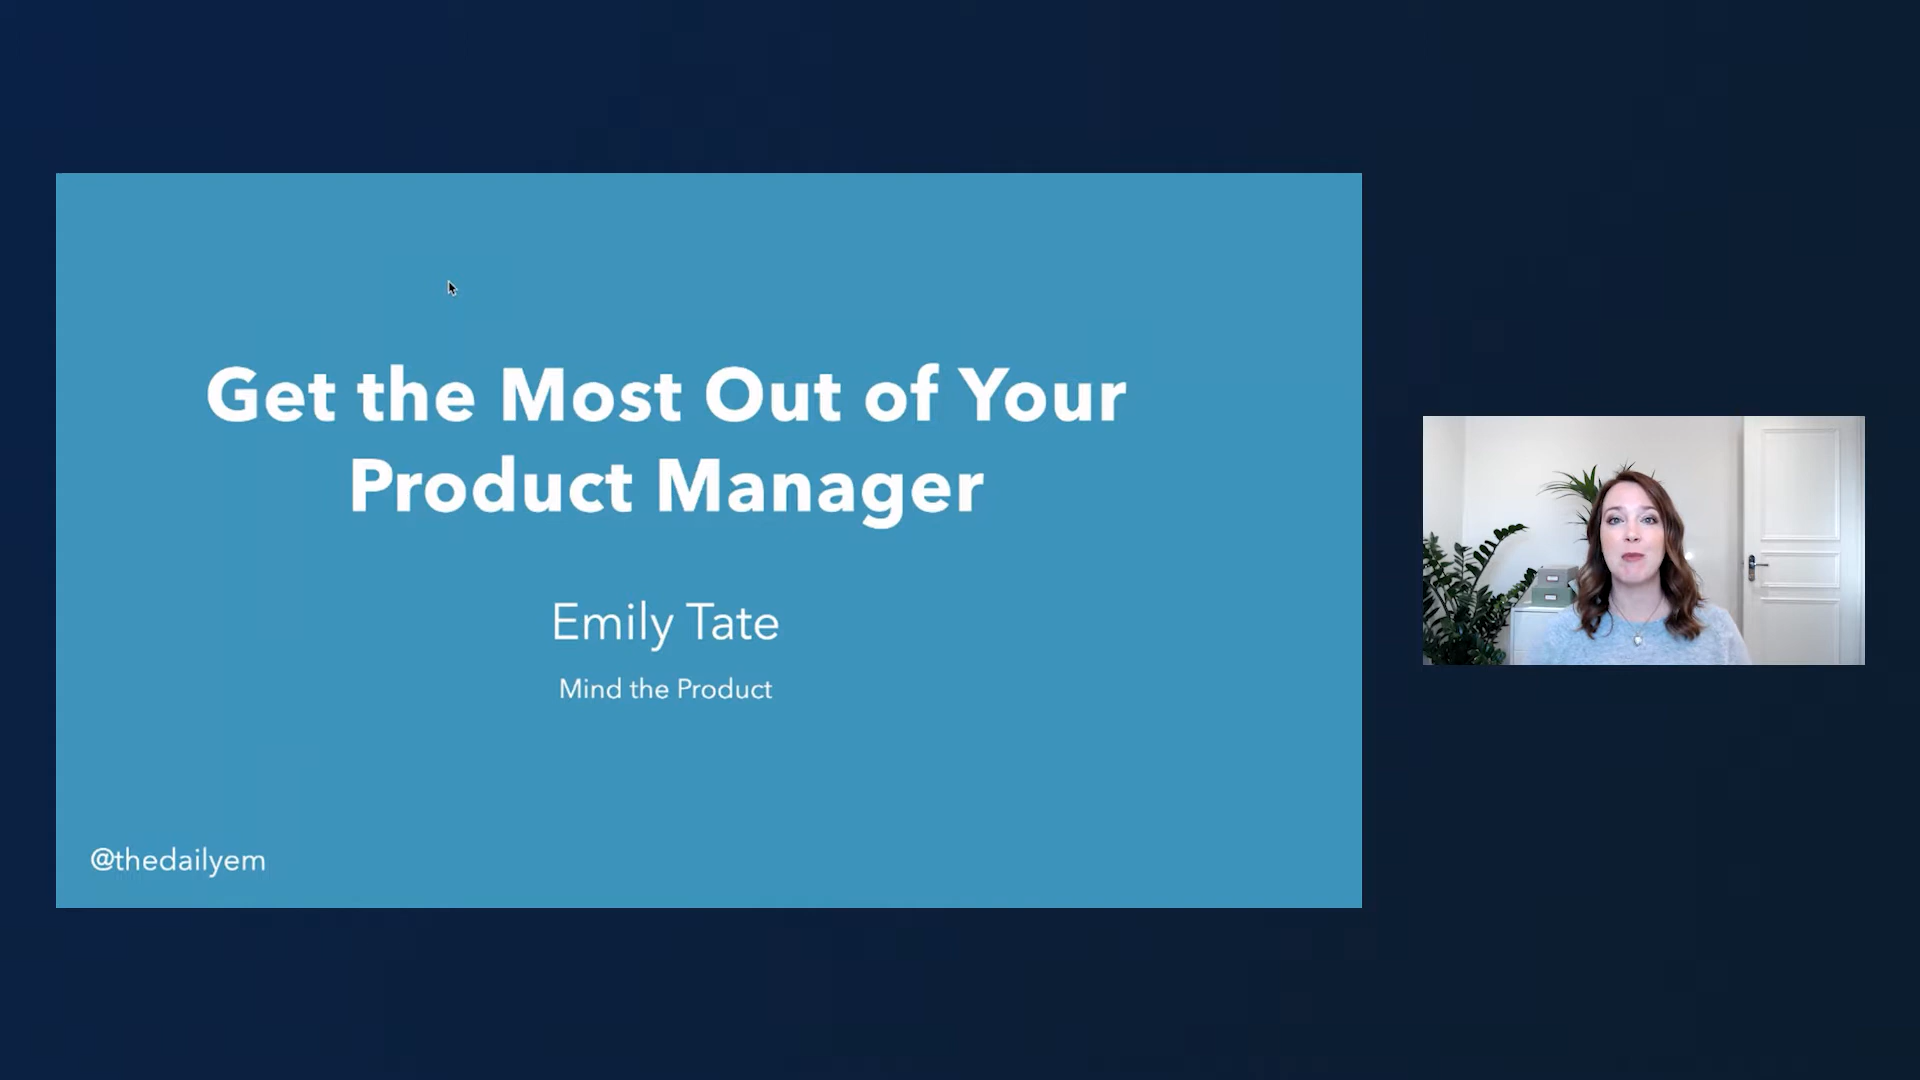 Get the Most Out of Your
Product Manager
Emily Tate
Mind the Product
@thedailyem